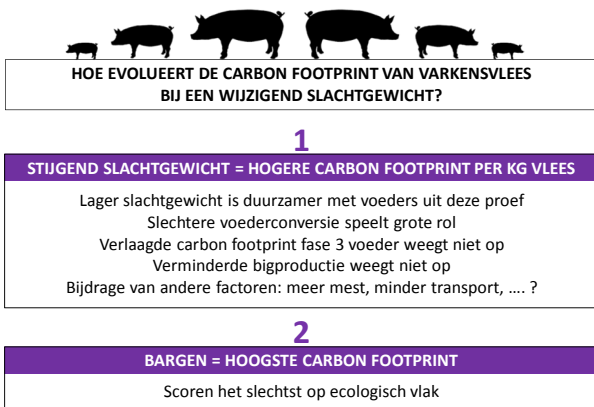 HOE EVOLUEERT DE CARBON FOOTPRINT VAN VARKENSVLEES
BIJ EEN WIJZIGEND SLACHTGEWICHT?
1
STIJGEND SLACHTGEWICHT = HOGERE CARBON FOOTPRINT PER KG VLEES
Lager slachtgewicht is duurzamer met voeders uit deze proef
Slechtere voederconversie speelt grote rol
Verlaagde carbon footprint fase 3 voeder weegt niet op
Verminderde bigproductie weegt niet op
Bijdrage van andere factoren: meer mest, minder transport, …. ?
2
BARGEN = HOOGSTE CARBON FOOTPRINT
Scoren het slechtst op ecologisch vlak